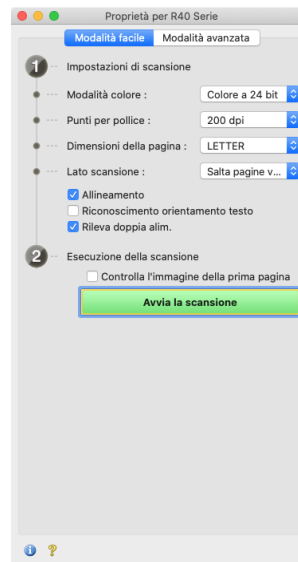 Proprietà per R40 Serie
Modalità facile Modalità avanzata
1 Impostazioni di scansione
Modalità colore : Colore a 24 bit
Punti per pollice : 200 dpi
Dimensioni della pagina : LETTER
Lato scansione : Salta pagine v...
Allineamento
Riconoscimento orientamento testo
Rileva doppia alim.
2 Esecuzione della scansione
Controlla l'immagine della prima pagina
Avvia la scansione